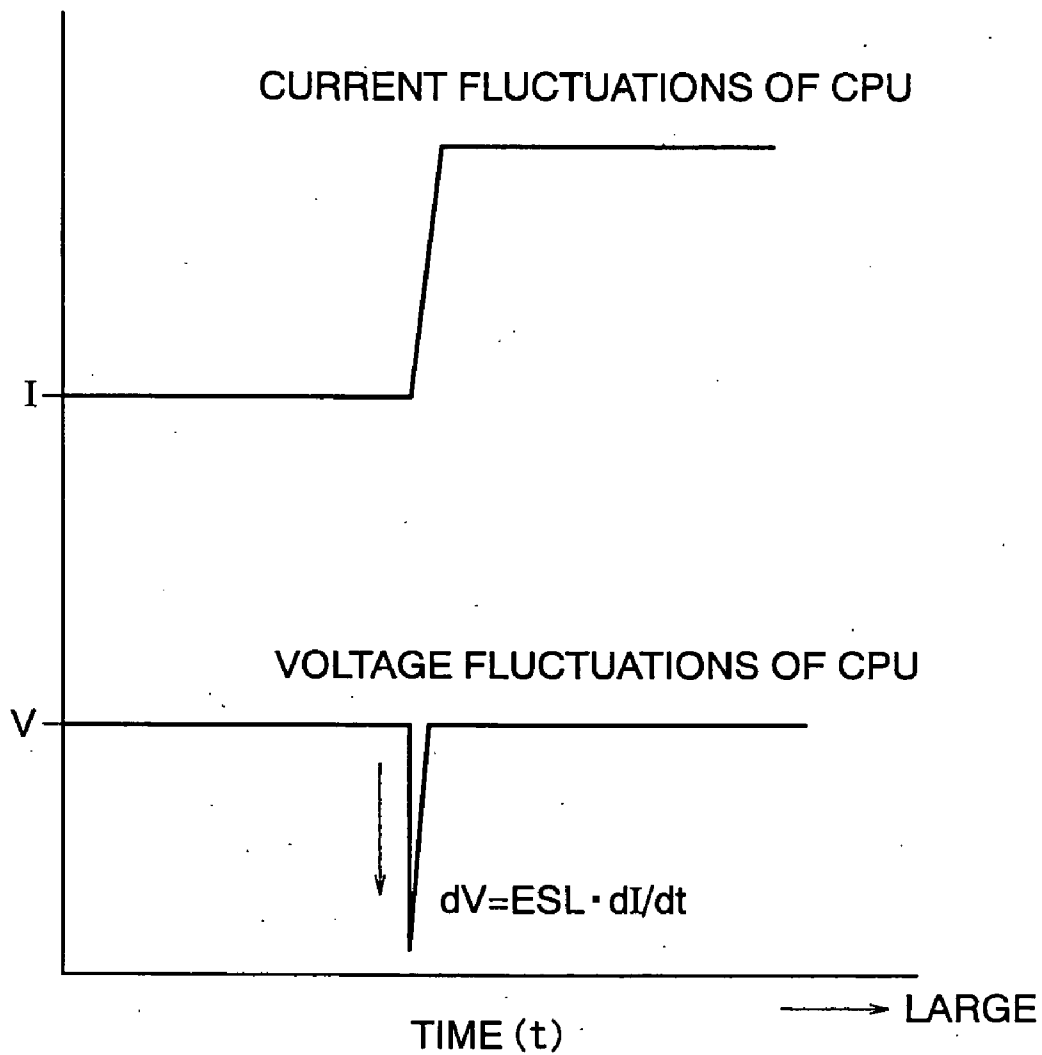 CURRENT FLUCTUATIONS OF CPU
I
VOLTAGE FLUCTUATIONS OF CPU
V
dV=ESL・dI/dt
LARGE
TIME (t)